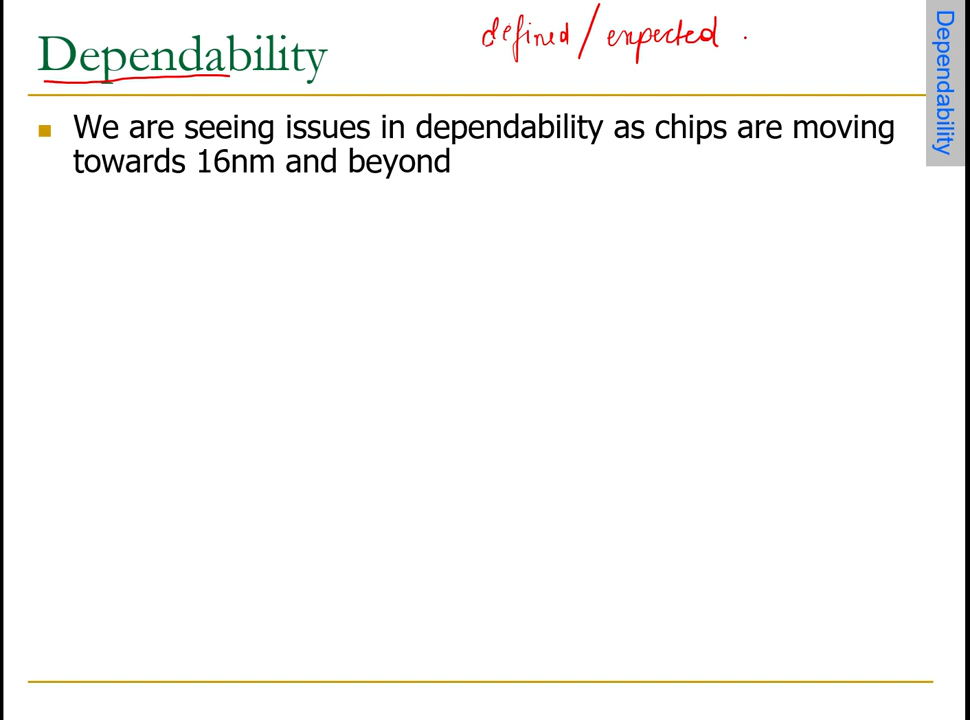 defined / expected .
Dependability
Dependability
We are seeing issues in dependability as chips are moving
towards 16nm and beyond